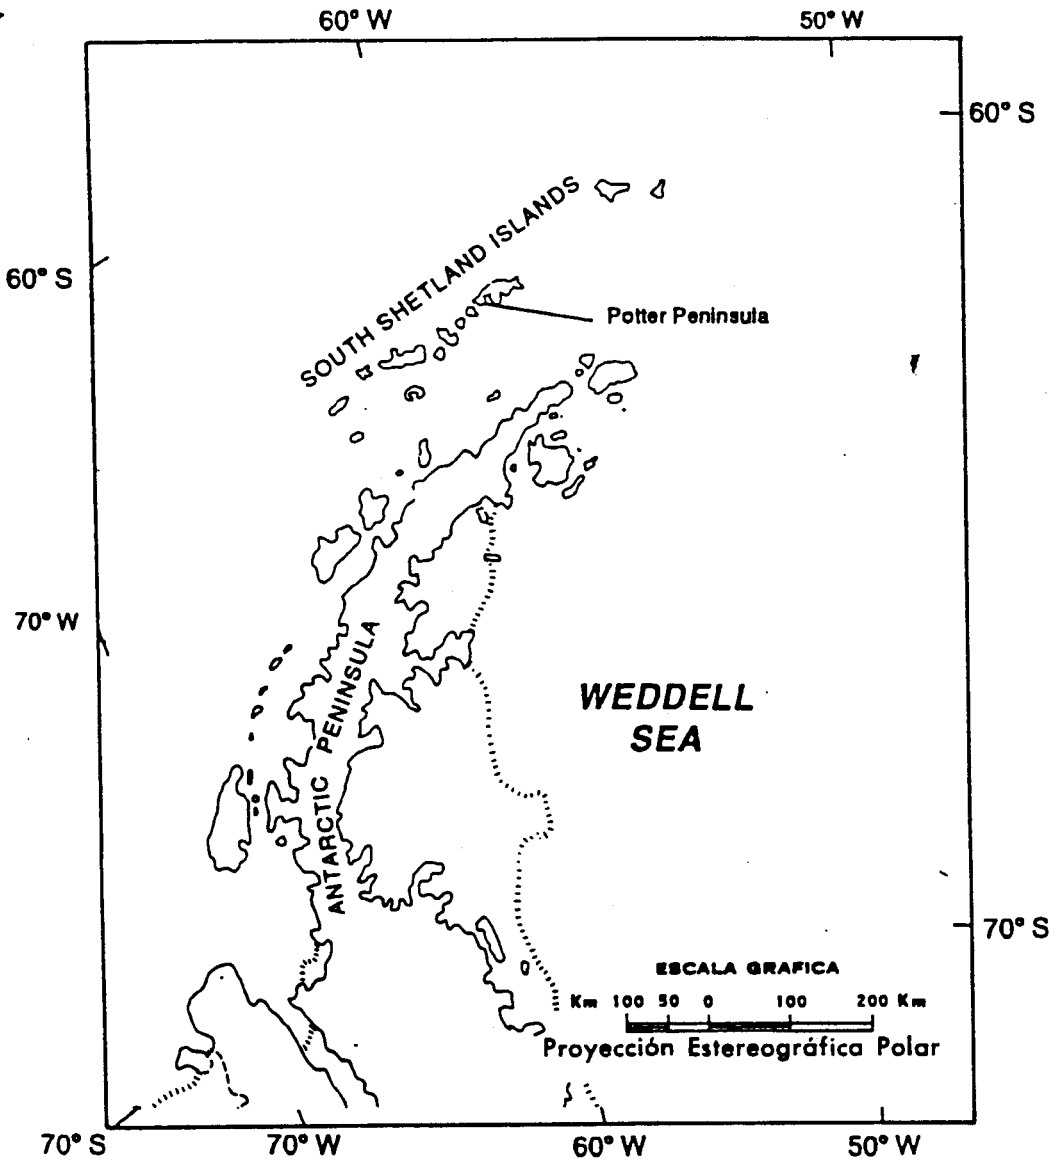 60° W
50° W
60° S
SOUTH SHETLAND ISLANDS
60° S
Potter Peninsula
70° W
ANTARCTIC PENINSULA
WEDDELL
SEA
70° S
ESCALA GRAFICA
Km 100 50 0 100 200 Km
Proyección Estereográfica Polar
70° S
70° W
60° W
50° W